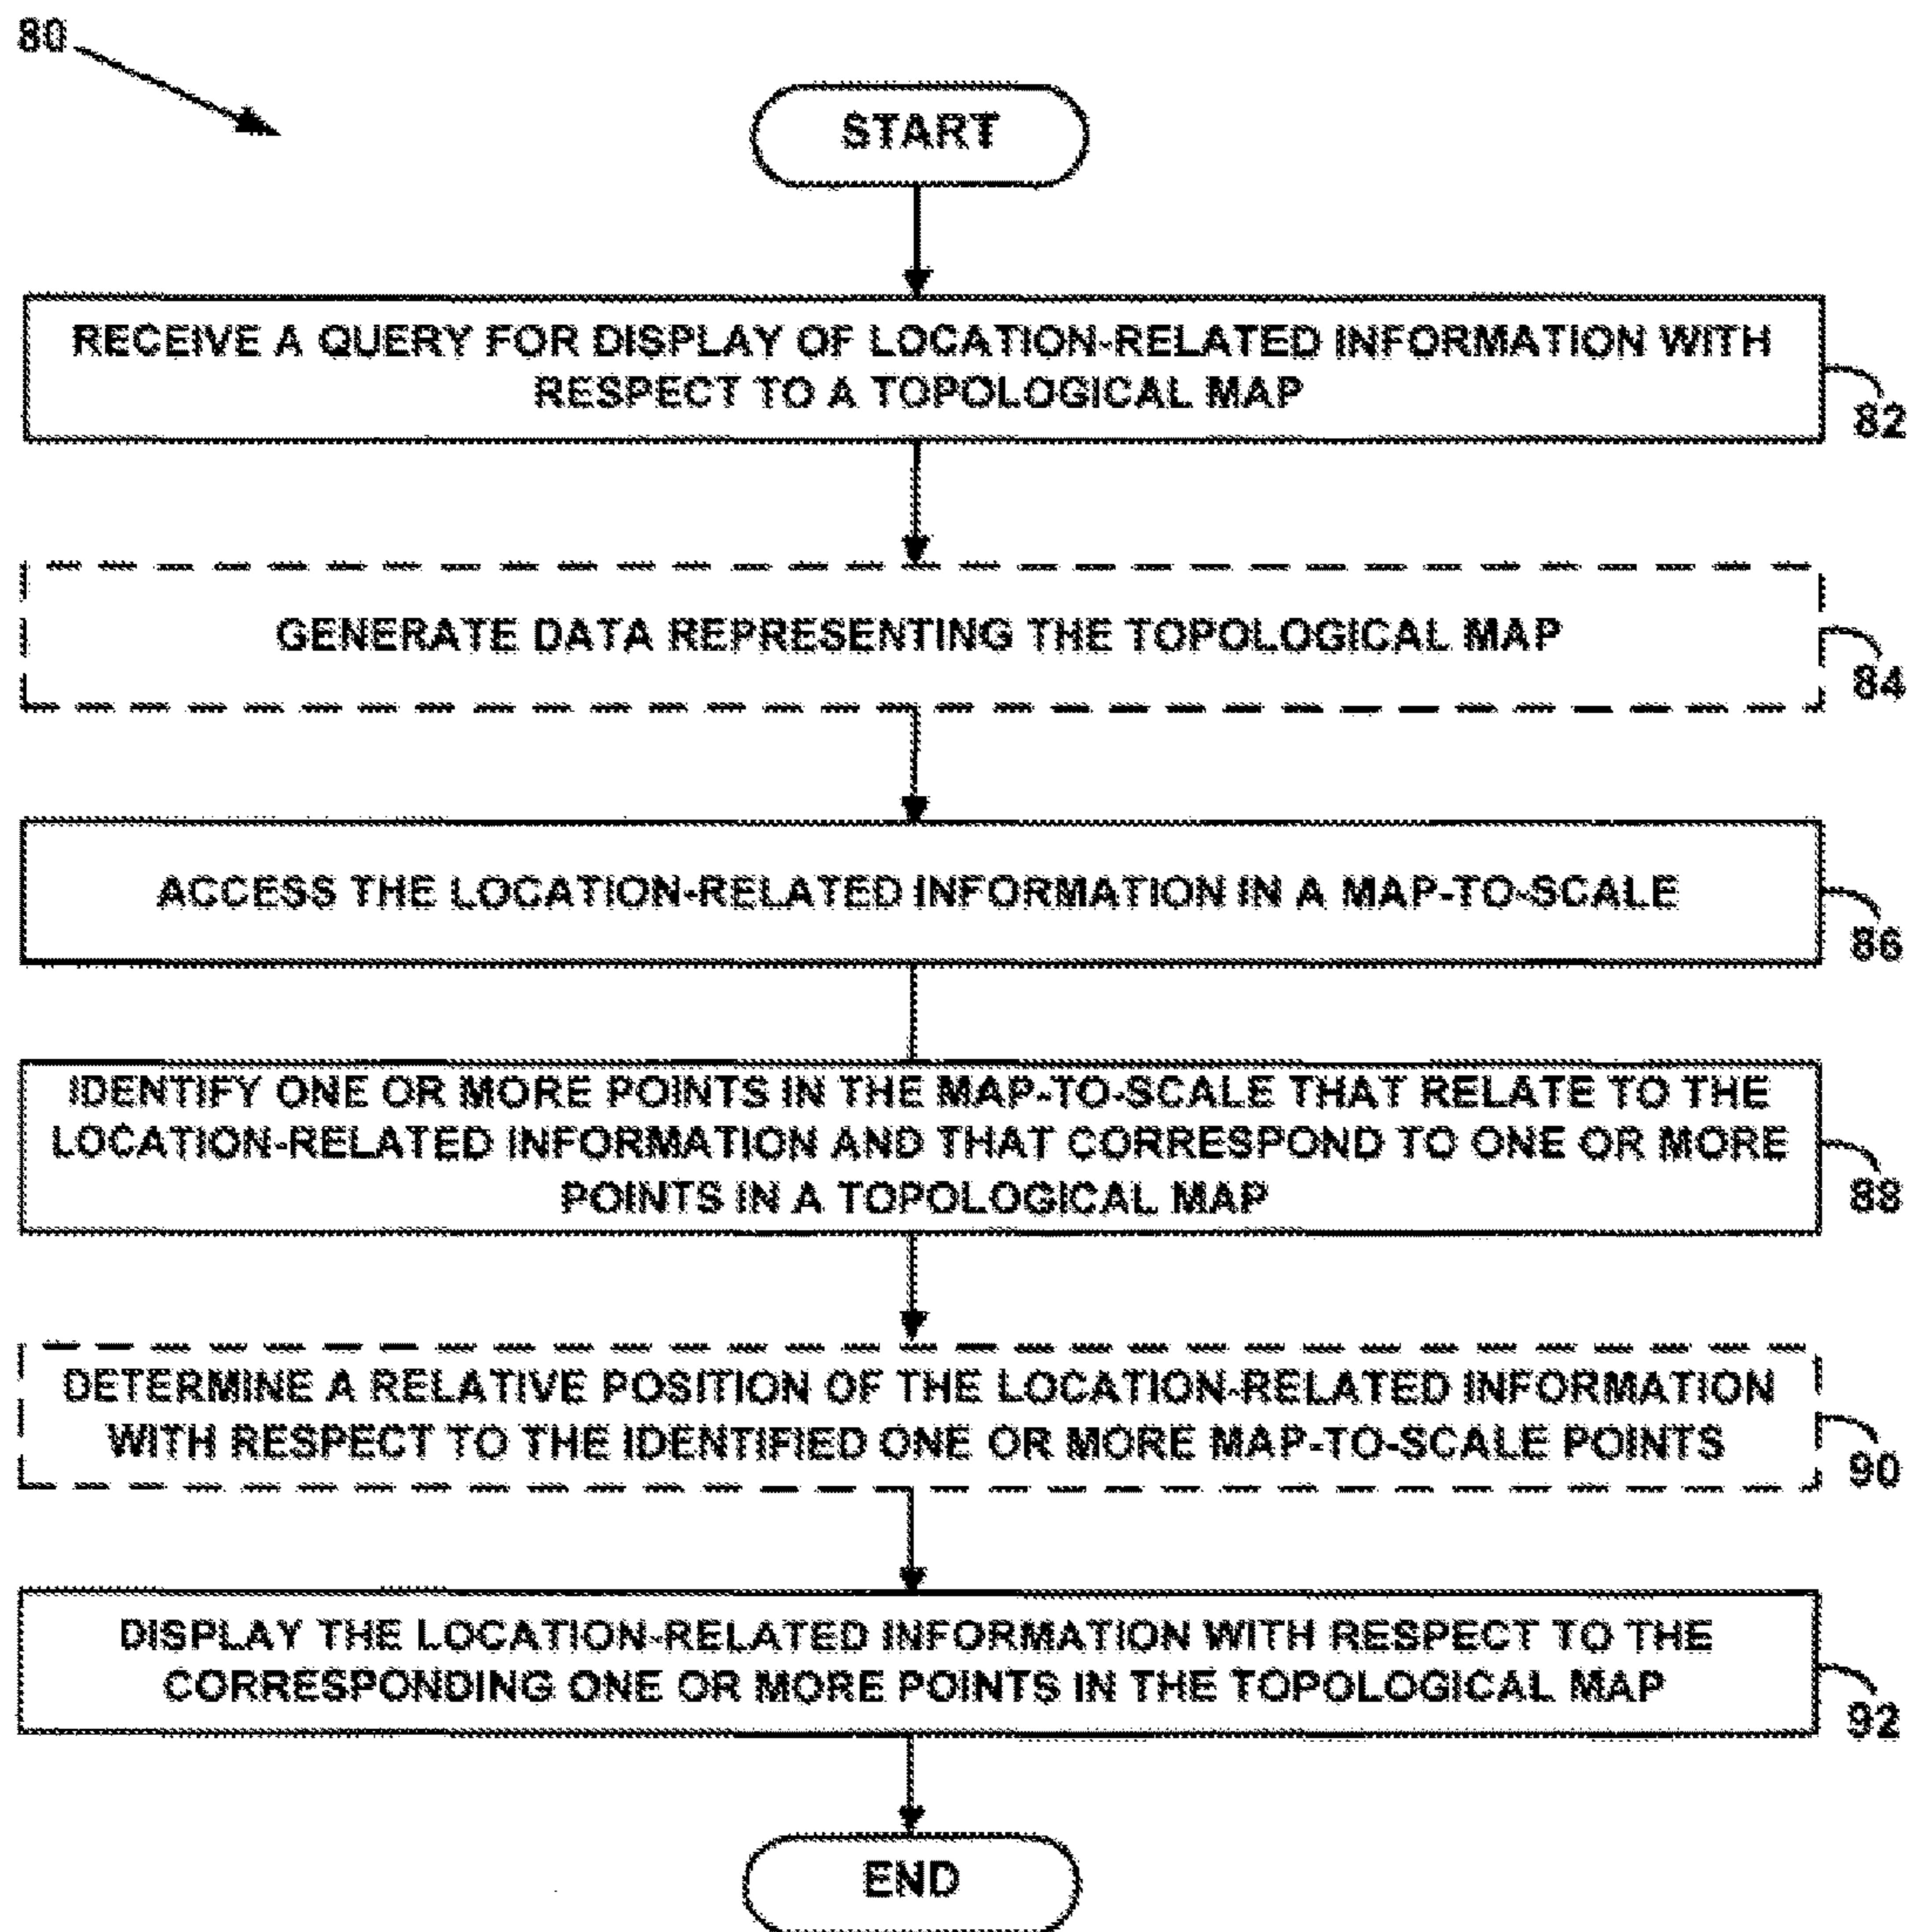 80
START
RECEIVE A QUERY FOR DISPLAY OF LOCATION-RELATED INFORMATION WITH
RESPECT TO A TOPOLOGICAL MAP
82
GENERATE DATA REPRESENTING THE TOPOLOGICAL MAP
84
ACCESS THE LOCATION-RELATED INFORMATION IN A MAP-TO-SCALE
86
IDENTIFY ONE OR MORE POINTS IN THE MAP-TO-SCALE THAT RELATE TO THE
LOCATION-RELATED INFORMATION AND THAT CORRESPOND TO ONE OR MORE
POINTS IN A TOPOLOGICAL MAP
88
DETERMINE A RELATIVE POSITION OF THE LOCATION-RELATED INFORMATION
WITH RESPECT TO THE IDENTIFIED ONE OR MORE MAP-TO-SCALE POINTS
90
DISPLAY THE LOCATION-RELATED INFORMATION WITH RESPECT TO THE
CORRESPONDING ONE OR MORE POINTS IN THE TOPOLOGICAL MAP
92
END